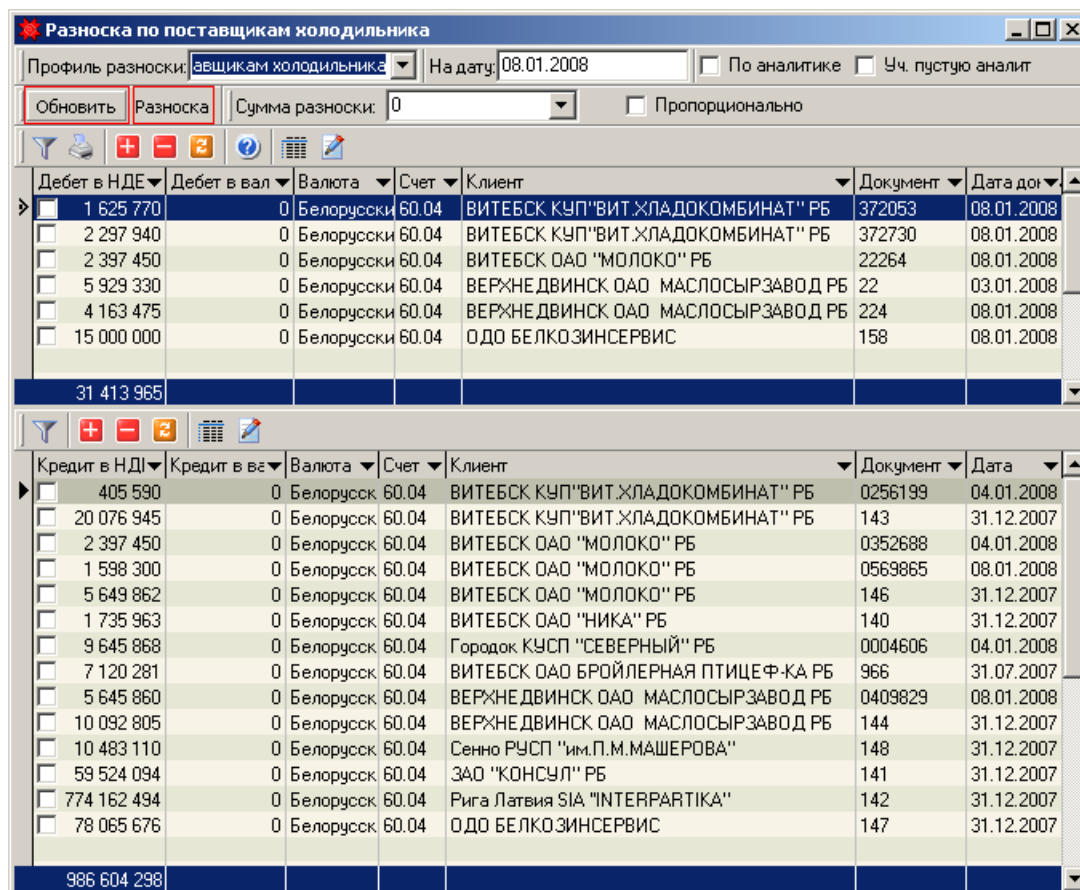 Разноска по поставщикам холодильника
Профиль разноски: авщикам холодильника На дату: 08.01.2008 По аналитике Уч. пустую аналит
Обновить Разноска Сумма разноски: 0 Пропорционально
Дебет в НДЕ Дебет в вал Валюта Счет Клиент Документ Дата док
1 625 770 0 Белорусски 60.04 ВИТЕБСК КУП"ВИТ.ХЛАДОКОМБИНАТ" РБ 372053 08.01.2008
2 297 940 0 Белорусски 60.04 ВИТЕБСК КУП"ВИТ.ХЛАДОКОМБИНАТ" РБ 372730 08.01.2008
2 397 450 0 Белорусски 60.04 ВИТЕБСК ОАО "МОЛОКО" РБ 22264 08.01.2008
5 929 330 0 Белорусски 60.04 ВЕРХНЕДВИНСК ОАО МАСЛОСЫРЗАВОД РБ 22 03.01.2008
4 163 475 0 Белорусски 60.04 ВЕРХНЕДВИНСК ОАО МАСЛОСЫРЗАВОД РБ 224 08.01.2008
15 000 000 0 Белорусски 60.04 ОДО БЕЛКОЗИНСЕРВИС 158 08.01.2008
31 413 965
Кредит в НД Кредит в ва Валюта Счет Клиент Документ Дата
405 590 0 Белорусск 60.04 ВИТЕБСК КУП"ВИТ.ХЛАДОКОМБИНАТ" РБ 0256199 04.01.2008
20 076 945 0 Белорусск 60.04 ВИТЕБСК КУП"ВИТ.ХЛАДОКОМБИНАТ" РБ 143 31.12.2007
2 397 450 0 Белорусск 60.04 ВИТЕБСК ОАО "МОЛОКО" РБ 0352688 04.01.2008
1 598 300 0 Белорусск 60.04 ВИТЕБСК ОАО "МОЛОКО" РБ 0569865 08.01.2008
5 649 862 0 Белорусск 60.04 ВИТЕБСК ОАО "МОЛОКО" РБ 146 31.12.2007
1 735 963 0 Белорусск 60.04 ВИТЕБСК ОАО "НИКА" РБ 140 31.12.2007
9 645 868 0 Белорусск 60.04 Городок КУСП "СЕВЕРНЫЙ" РБ 0004606 04.01.2008
7 120 281 0 Белорусск 60.04 ВИТЕБСК ОАО БРОЙЛЕРНАЯ ПТИЦЕФ-КА РБ 966 31.07.2007
5 645 860 0 Белорусск 60.04 ВЕРХНЕДВИНСК ОАО МАСЛОСЫРЗАВОД РБ 0409829 08.01.2008
10 092 805 0 Белорусск 60.04 ВЕРХНЕДВИНСК ОАО МАСЛОСЫРЗАВОД РБ 144 31.12.2007
10 483 110 0 Белорусск 60.04 Сенно РУСП "им.П.М.МАШЕРОВА" 148 31.12.2007
59 524 094 0 Белорусск 60.04 ЗАО "КОНСУЛ" РБ 141 31.12.2007
774 162 494 0 Белорусск 60.04 Рига Латвия SIA "INTERPARTIKA" 142 31.12.2007
78 065 676 0 Белорусск 60.04 ОДО БЕЛКОЗИНСЕРВИС 147 31.12.2007
986 604 298